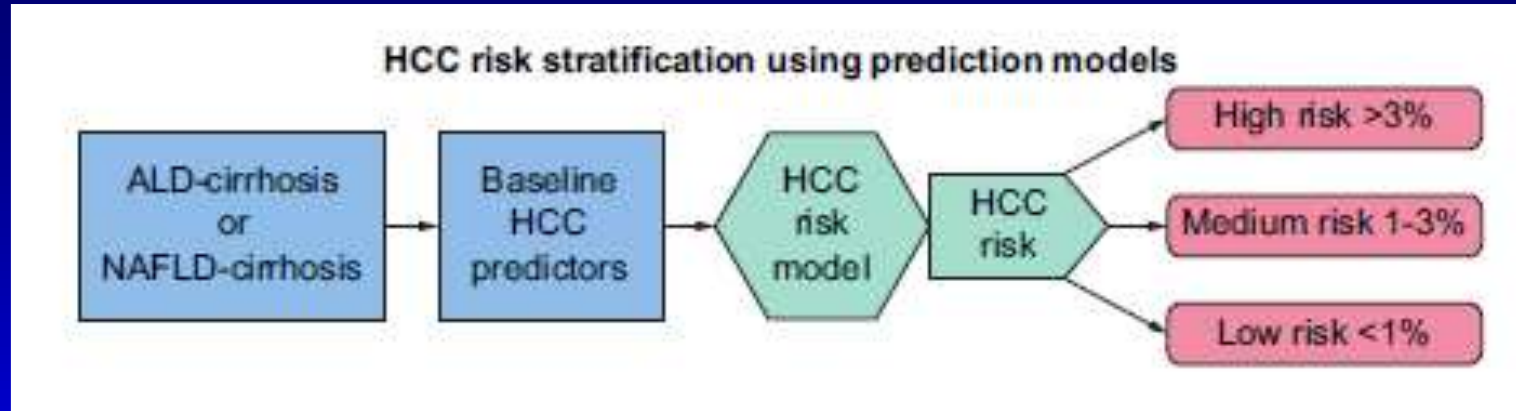 HCC risk stratification using prediction models
ALD-cirrhosis
or
NAFLD-cirrhosis
Baseline
HCC
predictors
HCC
risk
model
HCC
risk
High risk >3%
Medium risk 1-3%
Low risk <1%